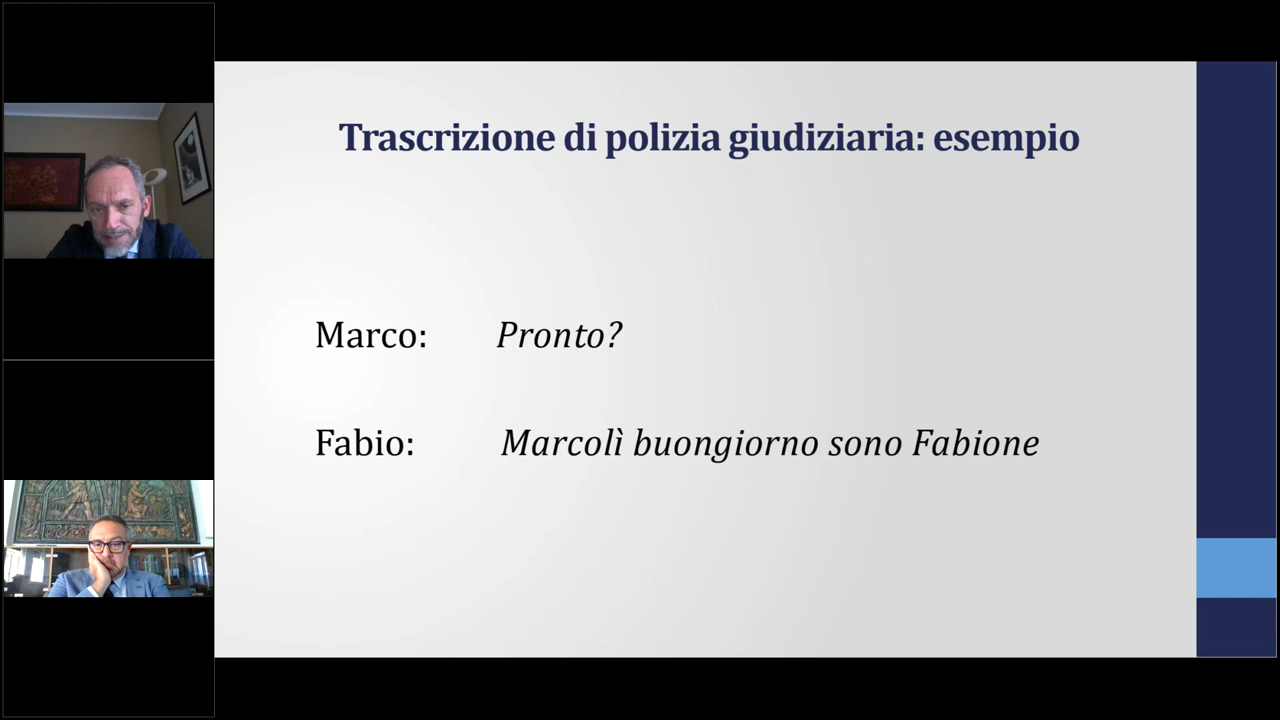 Trascrizione di polizia giudiziaria: esempio
Marco: Pronto?
Fabio: Marcolì buongiorno sono Fabione